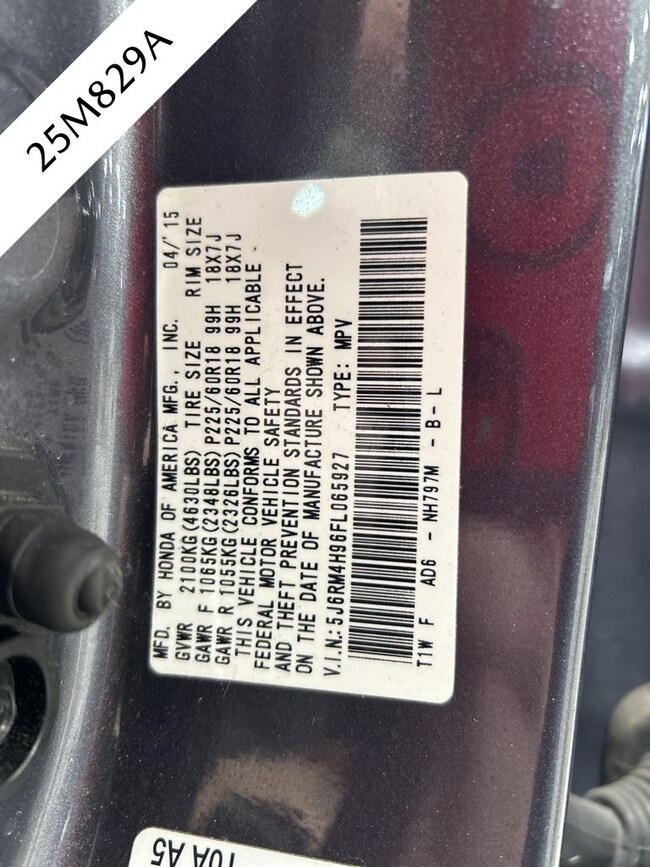 25M829A
MFD. BY HONDA OF AMERICA MFG., INC. 04/'15
GVWR 2100KG(4630LBS) TIRE SIZE RIM SIZE
GAWR F 1065KG(2348LBS) P225/60R18 99H 18X7J
GAWR R 1055KG(2326LBS) P225/60R18 99H 18X7J
THIS VEHICLE CONFORMS TO ALL APPLICABLE
FEDERAL MOTOR VEHICLE SAFETY
AND THEFT PREVENTION STANDARDS IN EFFECT
ON THE DATE OF MANUFACTURE SHOWN ABOVE.
V.I.N.: 5J6RM4H96FL065927 TYPE: MPV
T1W F AD6 - NH797M - B - L